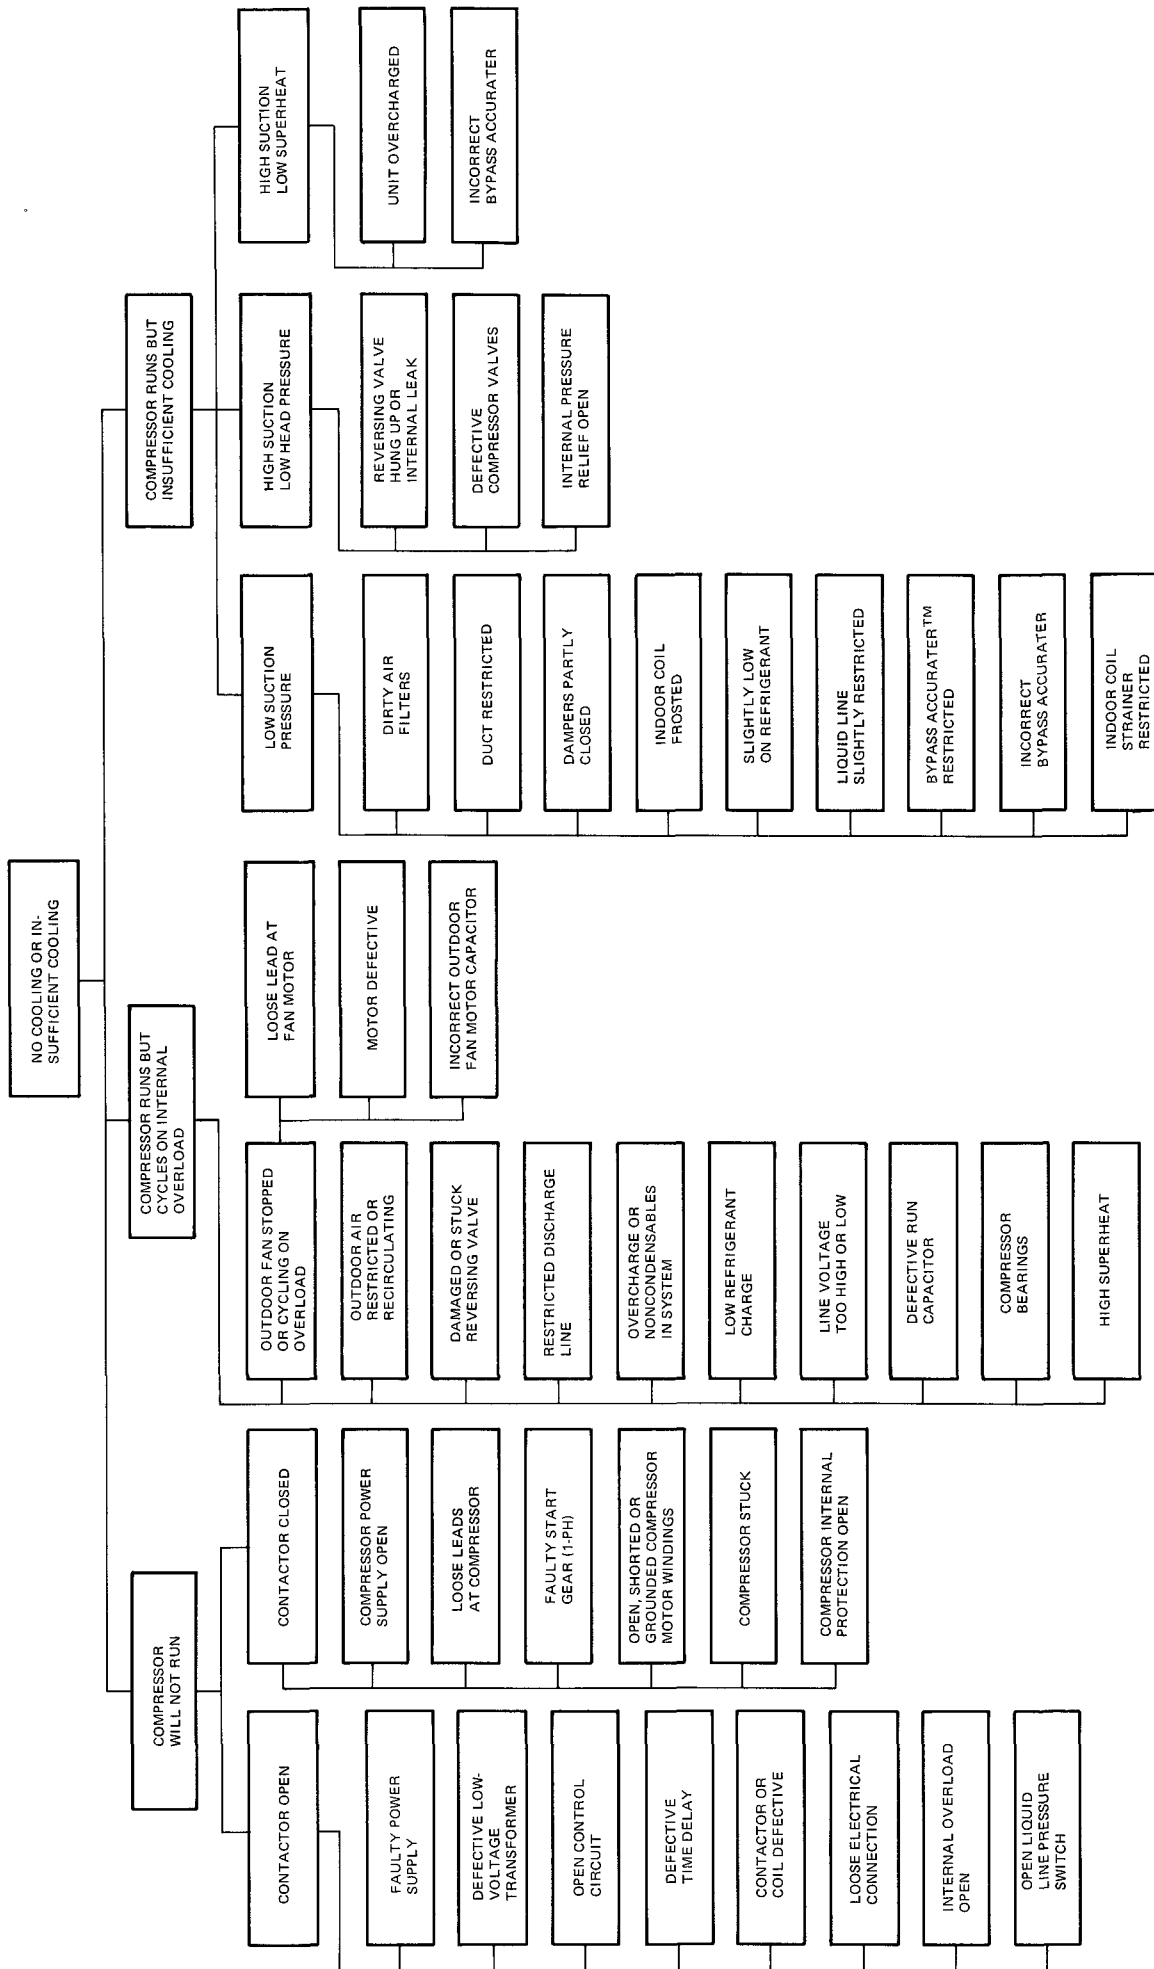 NO COOLING OR IN-
SUFFICIENT COOLING
COMPRESSOR
WILL NOT RUN
CONTACTOR OPEN
FAULTY POWER
SUPPLY
DEFECTIVE LOW-
VOLTAGE
TRANSFORMER
OPEN CONTROL
CIRCUIT
DEFECTIVE
TIME DELAY
CONTACTOR OR
COIL DEFECTIVE
LOOSE ELECTRICAL
CONNECTION
INTERNAL OVERLOAD
OPEN
OPEN LIQUID
LINE PRESSURE
SWITCH
CONTACTOR CLOSED
COMPRESSOR POWER
SUPPLY OPEN
LOOSE LEADS
AT COMPRESSOR
FAULTY START
GEAR (1-PH)
OPEN, SHORTED OR
GROUNDED COMPRESSOR
MOTOR WINDINGS
COMPRESSOR STUCK
COMPRESSOR INTERNAL
PROTECTION OPEN
COMPRESSOR RUNS BUT
CYCLES ON INTERNAL
OVERLOAD
OUTDOOR FAN STOPPED
OR CYCLING ON
OVERLOAD
OUTDOOR AIR
RESTRICTED OR
RECIRCULATING
DAMAGED OR STUCK
REVERSING VALVE
RESTRICTED DISCHARGE
LINE
OVERCHARGE OR
NONCONDENSABLES
IN SYSTEM
LOW REFRIGERANT
CHARGE
LINE VOLTAGE
TOO HIGH OR LOW
DEFECTIVE RUN
CAPACITOR
COMPRESSOR
BEARINGS
HIGH SUPERHEAT
LOOSE LEAD AT
FAN MOTOR
MOTOR DEFECTIVE
INCORRECT OUTDOOR
FAN MOTOR CAPACITOR
COMPRESSOR RUNS BUT
INSUFFICIENT COOLING
LOW SUCTION
PRESSURE
DIRTY AIR
FILTERS
DUCT RESTRICTED
DAMPERS PARTLY
CLOSED
INDOOR COIL
FROSTED
SLIGHTLY LOW
ON REFRIGERANT
LIQUID LINE
SLIGHTLY RESTRICTED
BYPASS ACCURATER™
RESTRICTED
INCORRECT
BYPASS ACCURATER
INDOOR COIL
STRAINER
RESTRICTED
HIGH SUCTION
LOW HEAD PRESSURE
REVERSING VALVE
HUNG UP OR
INTERNAL LEAK
DEFECTIVE
COMPRESSOR VALVES
INTERNAL PRESSURE
RELIEF OPEN
HIGH SUCTION
LOW SUPERHEAT
UNIT OVERCHARGED
INCORRECT
BYPASS ACCURATER